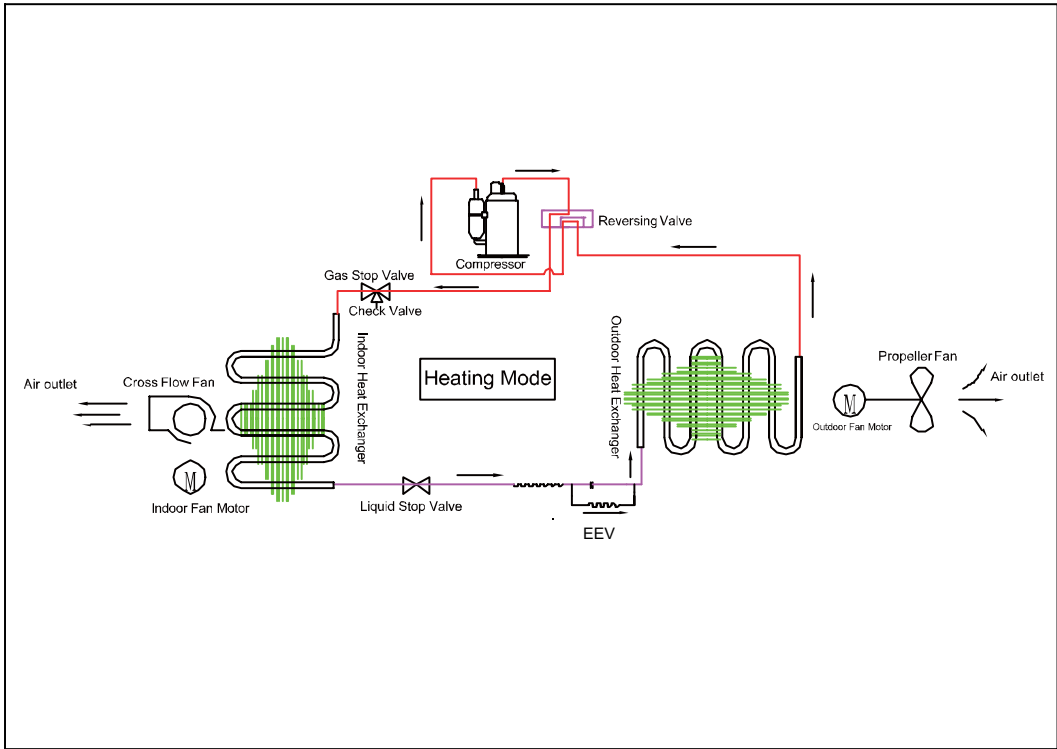 Reversing Valve
Compressor
Gas Stop Valve
Check Valve
Indoor Heat Exchanger
Outdoor Heat Exchanger
Heating Mode
Propeller Fan
Air outlet
Cross Flow Fan
Air outlet
M
Outdoor Fan Motor
M
Indoor Fan Motor
Liquid Stop Valve
EEV